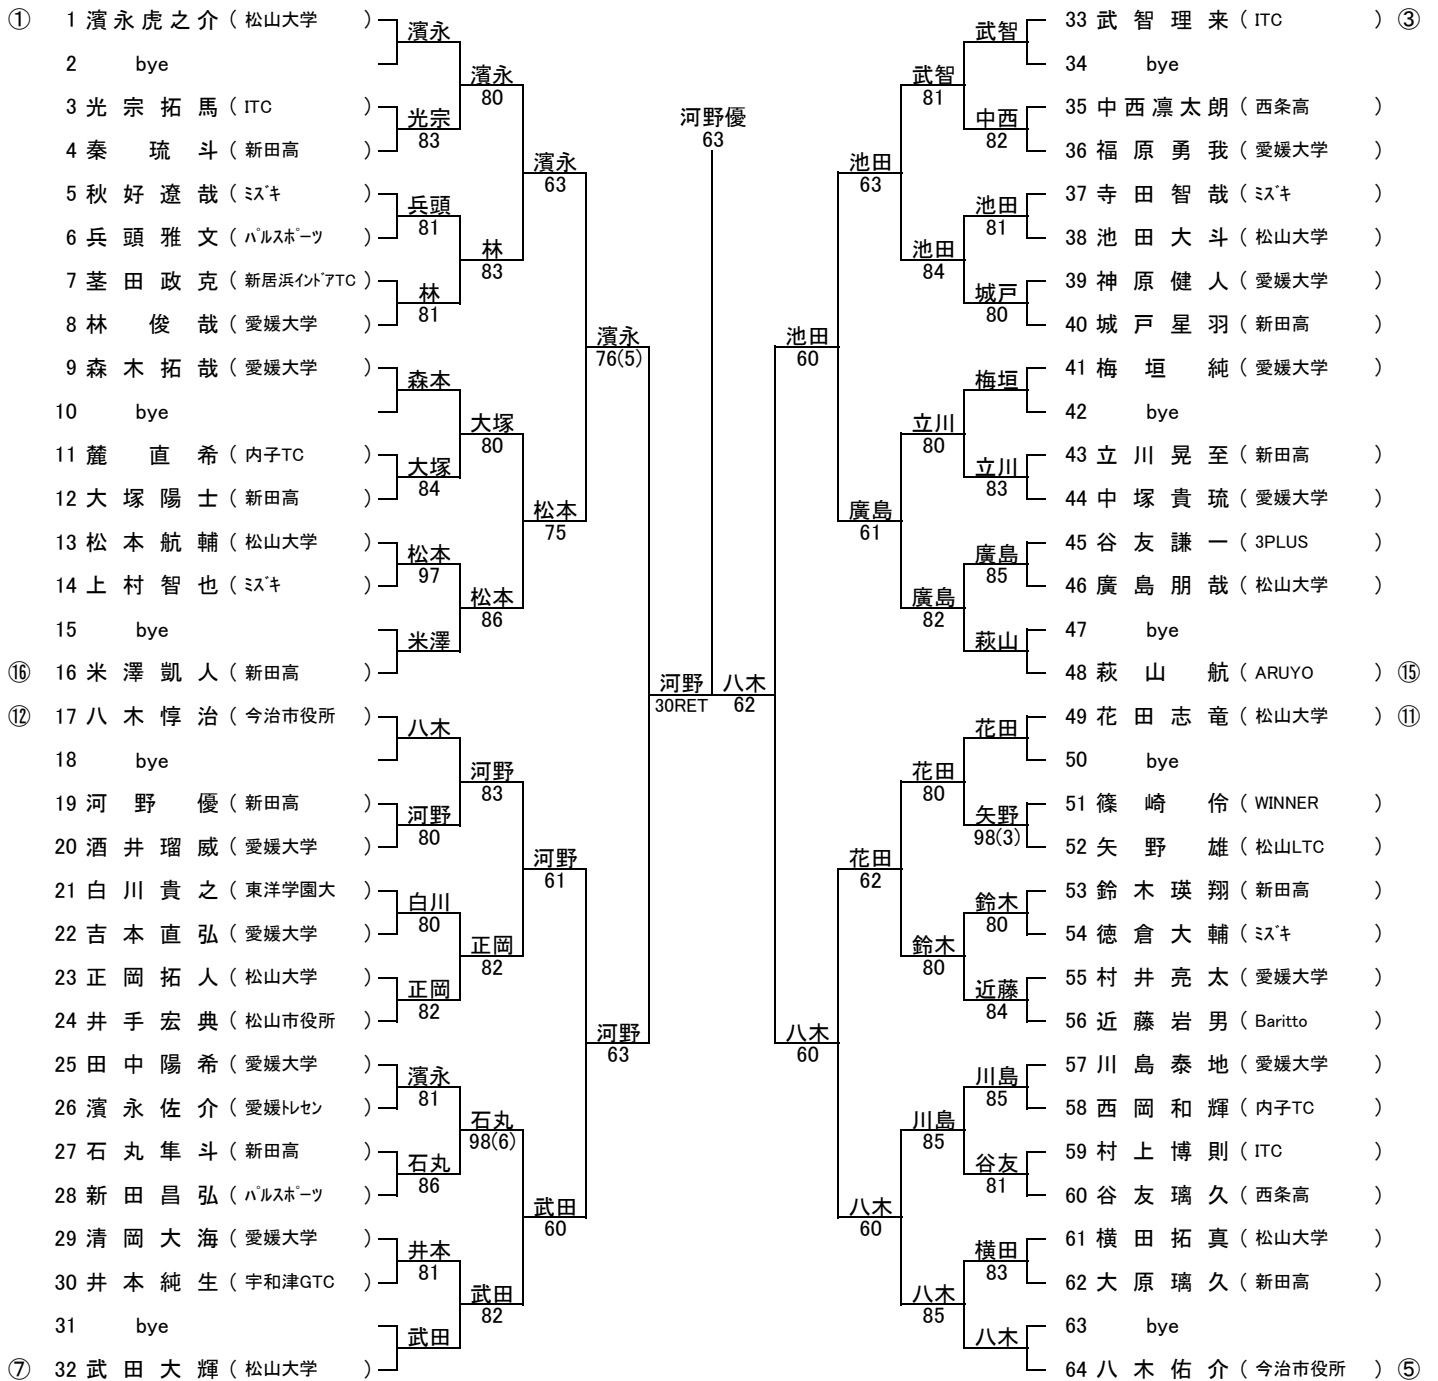 ① 1 濱永虎之介 ( 松山大学 )
2 bye
3 光宗拓馬 ( ITC )
4 秦琉斗 ( 新田高 )
5 秋好遼哉 ( ミズキ )
6 兵頭雅文 ( パルスポーツ )
7 茎田政克 ( 新居浜インドアTC )
8 林俊哉 ( 愛媛大学 )
9 森木拓哉 ( 愛媛大学 )
10 bye
11 麓直希 ( 内子TC )
12 大塚陽士 ( 新田高 )
13 松本航輔 ( 松山大学 )
14 上村智也 ( ミズキ )
15 bye
⑯ 16 米澤凱人 ( 新田高 )
⑫ 17 八木惇治 ( 今治市役所 )
18 bye
19 河野優 ( 新田高 )
20 酒井瑠威 ( 愛媛大学 )
21 白川貴之 ( 東洋学園大 )
22 吉本直弘 ( 愛媛大学 )
23 正岡拓人 ( 松山大学 )
24 井手宏典 ( 松山市役所 )
25 田中陽希 ( 愛媛大学 )
26 濱永佐介 ( 愛媛トレセン )
27 石丸隼斗 ( 新田高 )
28 新田昌弘 ( パルスポーツ )
29 清岡大海 ( 愛媛大学 )
30 井本純生 ( 宇和津GTC )
31 bye
⑦ 32 武田大輝 ( 松山大学 )
濱永
光宗
83
兵頭
81
林
81
森本
大塚
84
松本
97
米澤
八木
河野
80
白川
80
正岡
82
濱永
81
石丸
86
井本
81
武田
濱永
80
林
83
大塚
80
松本
86
河野
83
正岡
82
石丸
98(6)
武田
82
濱永
63
松本
75
河野
61
武田
60
濱永
76(5)
河野
63
河野
30RET
河野優
63
八木
62
池田
60
八木
60
池田
63
廣島
61
花田
62
八木
60
武智
81
池田
84
立川
80
廣島
82
花田
80
鈴木
80
川島
85
八木
85
武智
中西
82
池田
81
城戸
80
梅垣
立川
83
廣島
85
萩山
花田
矢野
98(3)
鈴木
80
近藤
84
川島
85
谷友
81
横田
83
八木
33 武智理来 ( ITC ) ③
34 bye
35 中西凛太朗 ( 西条高 )
36 福原勇我 ( 愛媛大学 )
37 寺田智哉 ( ミズキ )
38 池田大斗 ( 松山大学 )
39 神原健人 ( 愛媛大学 )
40 城戸星羽 ( 新田高 )
41 梅垣純 ( 愛媛大学 )
42 bye
43 立川晃至 ( 新田高 )
44 中塚貴琉 ( 愛媛大学 )
45 谷友謙一 ( 3PLUS )
46 廣島朋哉 ( 松山大学 )
47 bye
48 萩山航 ( ARUYO ) ⑮
49 花田志竜 ( 松山大学 ) ⑪
50 bye
51 篠崎伶 ( WINNER )
52 矢野雄 ( 松山LTC )
53 鈴木瑛翔 ( 新田高 )
54 徳倉大輔 ( ミズキ )
55 村井亮太 ( 愛媛大学 )
56 近藤岩男 ( Baritto )
57 川島泰地 ( 愛媛大学 )
58 西岡和輝 ( 内子TC )
59 村上博則 ( ITC )
60 谷友璃久 ( 西条高 )
61 横田拓真 ( 松山大学 )
62 大原璃久 ( 新田高 )
63 bye
64 八木佑介 ( 今治市役所 ) ⑤